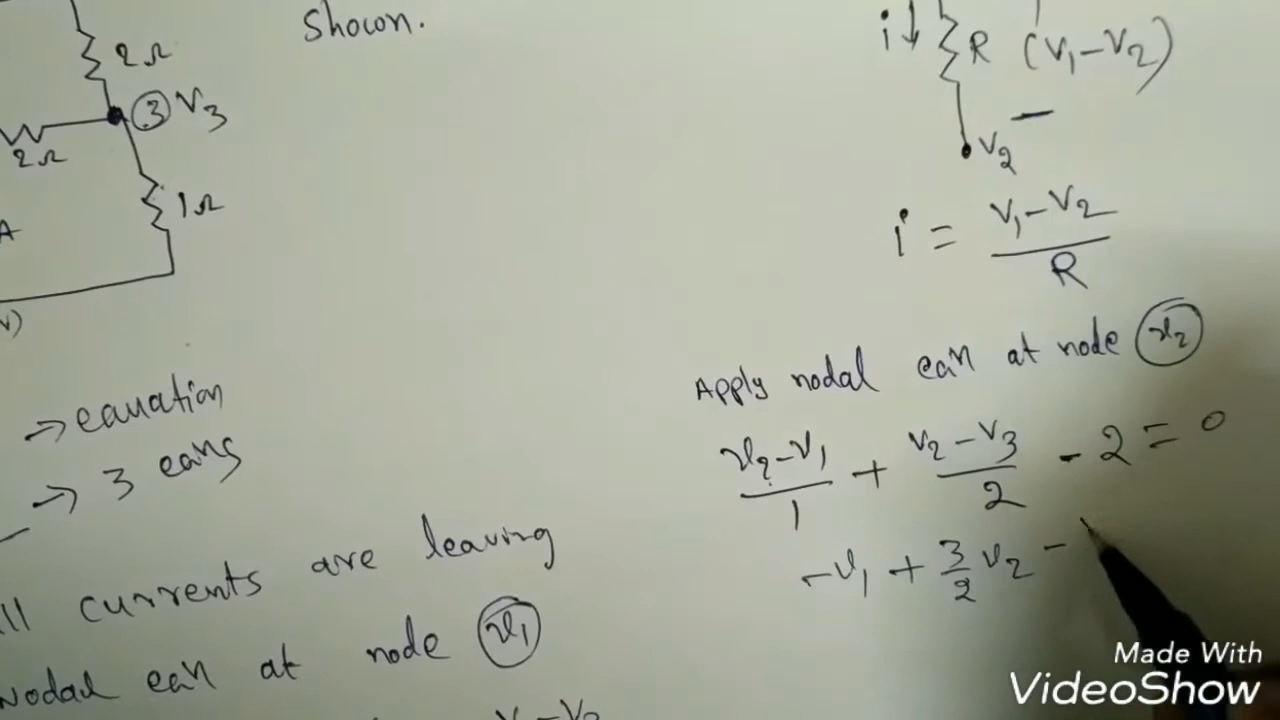 Shown.
2Ω
③ V3
2Ω
1Ω
A
V)
i↓ R (V1-V2)
-
V2
i = V1-V2 / R
→ equation
→ 3 eqns
ll currents are leaving
Nodal eqn at node V1
V1-V2
Apply nodal eqn at node V2
V2-V1 / 1 + V2-V3 / 2 - 2 = 0
-V1 + 3/2 V2 -
Made With
VideoShow